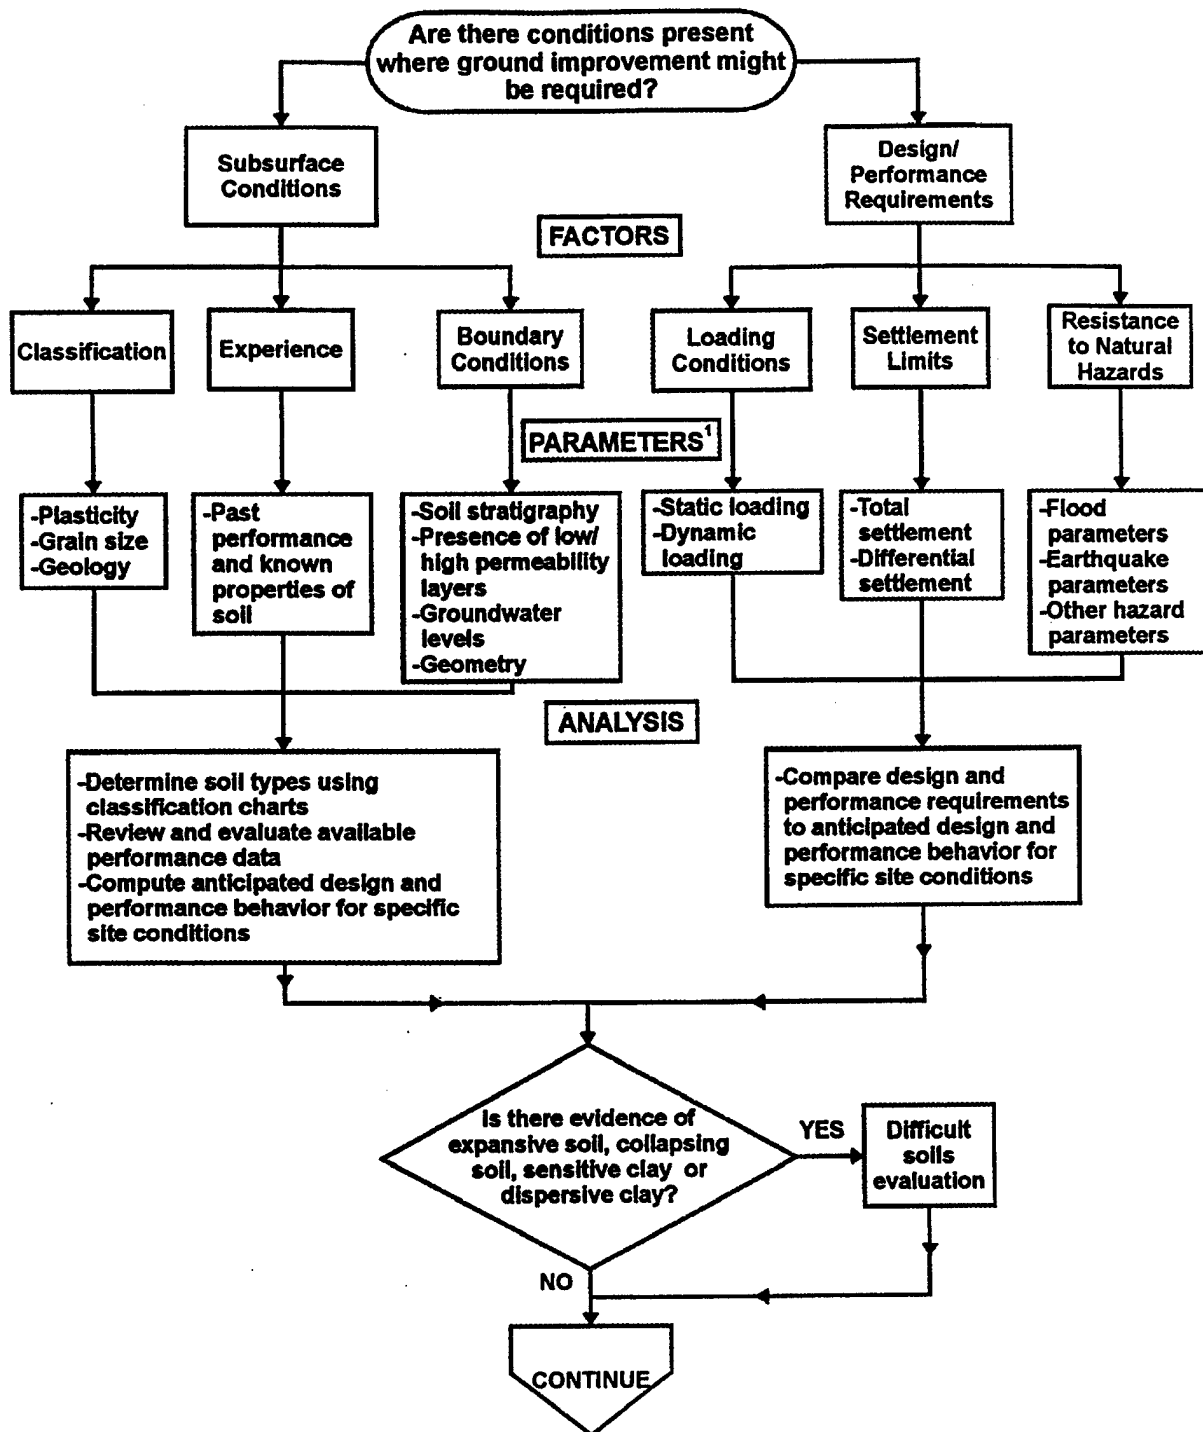 Are there conditions present
where ground improvement might
be required?
Subsurface
Conditions
Design/
Performance
Requirements
FACTORS
Classification
Experience
Boundary
Conditions
Loading
Conditions
Settlement
Limits
Resistance
to Natural
Hazards
PARAMETERS¹
-Plasticity
-Grain size
-Geology
-Past
performance
and known
properties of
soil
-Soil stratigraphy
-Presence of low/
high permeability
layers
-Groundwater
levels
-Geometry
-Static loading
-Dynamic
loading
-Total
settlement
-Differential
settlement
-Flood
parameters
-Earthquake
parameters
-Other hazard
parameters
ANALYSIS
-Determine soil types using
classification charts
-Review and evaluate available
performance data
-Compute anticipated design and
performance behavior for specific
site conditions
-Compare design and
performance requirements
to anticipated design and
performance behavior for
specific site conditions
Is there evidence of
expansive soil, collapsing
soil, sensitive clay or
dispersive clay?
YES
Difficult
soils
evaluation
NO
CONTINUE